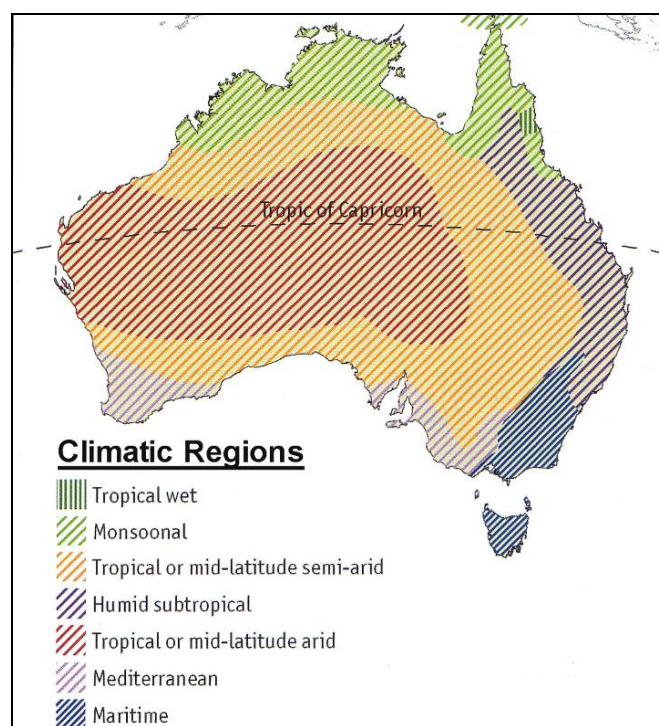 Tropic of Capricorn
Climatic Regions
Tropical wet
Monsoonal
Tropical or mid-latitude semi-arid
Humid subtropical
Tropical or mid-latitude arid
Mediterranean
Maritime